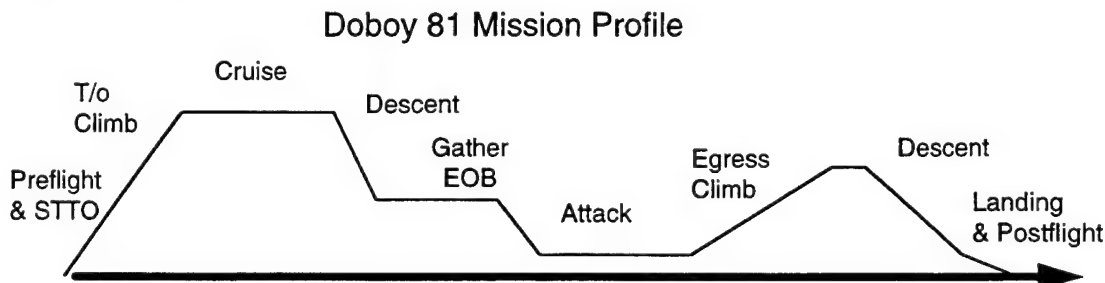 Doboy 81 Mission Profile
Cruise
T/o
Climb
Descent
Preflight
& STTO
Gather
EOB
Attack
Egress
Climb
Descent
Landing
& Postflight